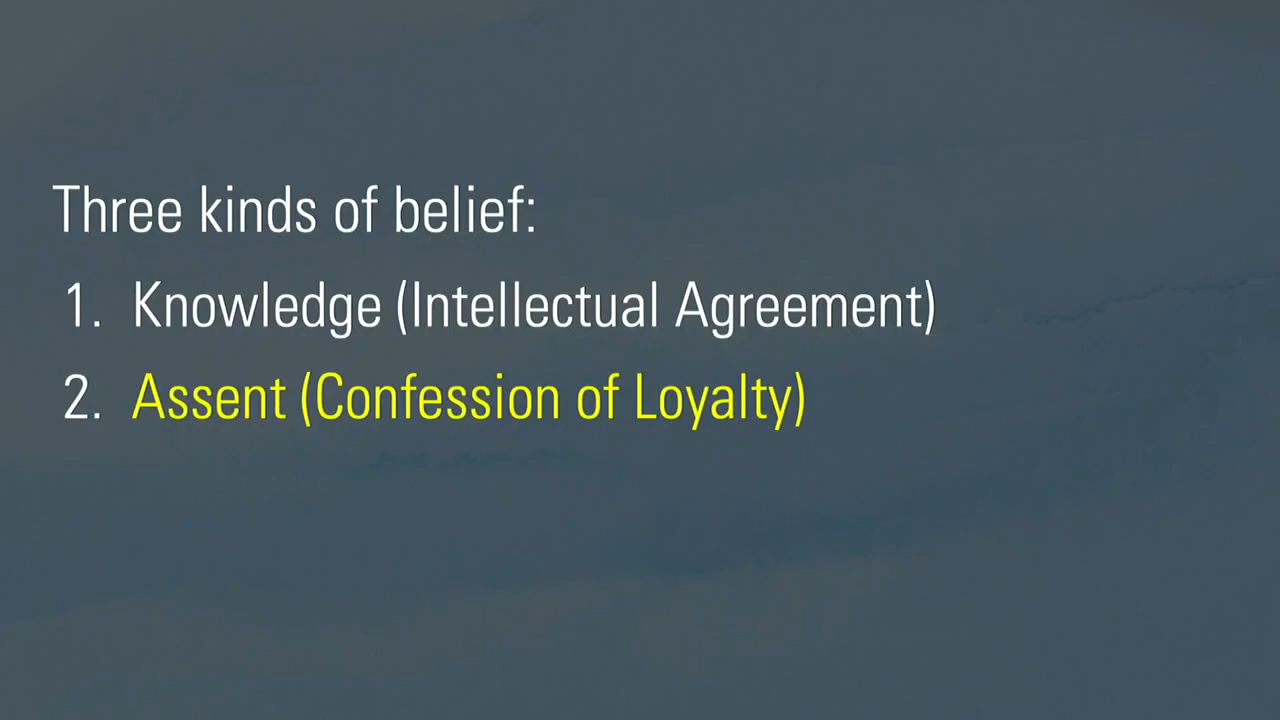 Three kinds of belief:
1. Knowledge (Intellectual Agreement)
2. Assent (Confession of Loyalty)